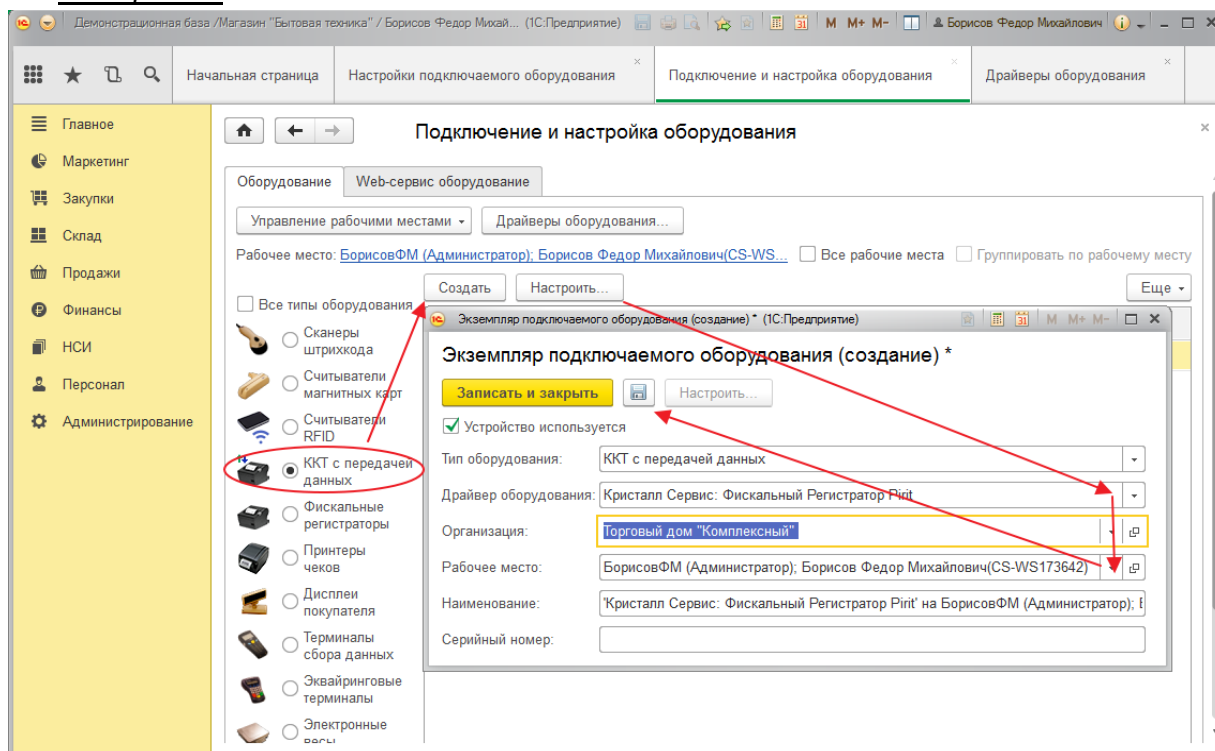 Демонстрационная база /Магазин "Бытовая техника" / Борисов Федор Михай... (1С:Предприятие) M M+ M- Борисов Федор Михайлович
Начальная страница Настройки подключаемого оборудования Подключение и настройка оборудования Драйверы оборудования
Главное
Маркетинг
Закупки
Склад
Продажи
Финансы
НСИ
Персонал
Администрирование
Подключение и настройка оборудования
Оборудование Web-сервис оборудование
Управление рабочими местами Драйверы оборудования...
Рабочее место: БорисовФМ (Администратор); Борисов Федор Михайлович(CS-WS... Все рабочие места Группировать по рабочему месту
Создать Настроить... Еще
Все типы оборудования
Сканеры
штрихкода
Считыватели
магнитных карт
Считыватели
RFID
ККТ с передачей
данных
Фискальные
регистраторы
Принтеры
чеков
Дисплеи
покупателя
Терминалы
сбора данных
Эквайринговые
терминалы
Электронные
весы
Экземпляр подключаемого оборудования (создание) * (1С:Предприятие) M M+ M-
Экземпляр подключаемого оборудования (создание) *
Записать и закрыть Настроить...
Устройство используется
Тип оборудования: ККТ с передачей данных
Драйвер оборудования: Кристалл Сервис: Фискальный Регистратор Pirit
Организация: Торговый дом "Комплексный"
Рабочее место: БорисовФМ (Администратор); Борисов Федор Михайлович(CS-WS173642)
Наименование: 'Кристалл Сервис: Фискальный Регистратор Pirit' на БорисовФМ (Администратор);
Серийный номер: